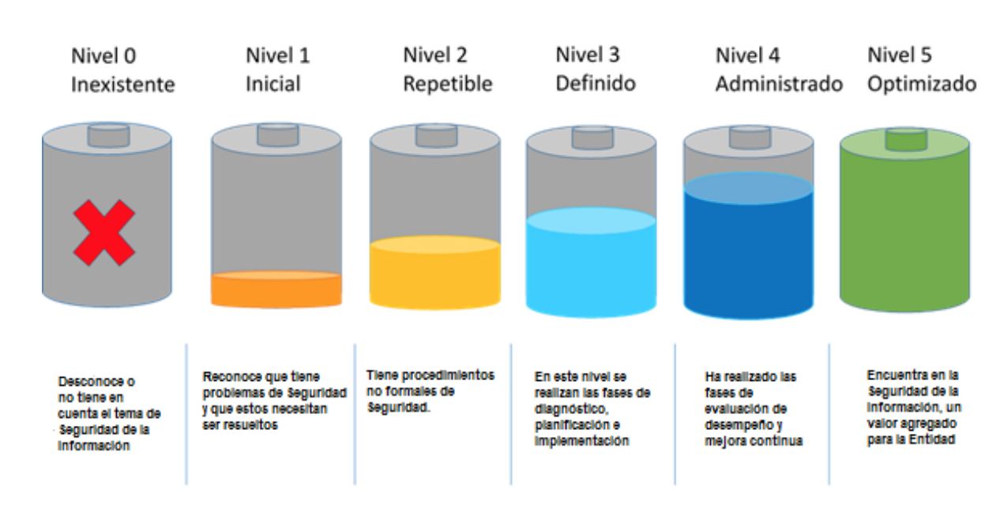 Nivel 0
Inexistente
Nivel 1
Inicial
Nivel 2
Repetible
Nivel 3
Definido
Nivel 4
Administrado
Nivel 5
Optimizado
Desconoce o
no tiene en
cuenta el tema de
Seguridad de la
Información
Reconoce que tiene
problemas de Seguridad
y que estos necesitan
ser resueltos
Tiene procedimientos
no formales de
Seguridad.
En este nivel se
realizan las fases de
diagnóstico,
planificación e
implementación
Ha realizado las
fases de
evaluación de
desempeño y
mejora continua
Encuentra en la
Seguridad de la
Información, un
valor agregado
para la Entidad